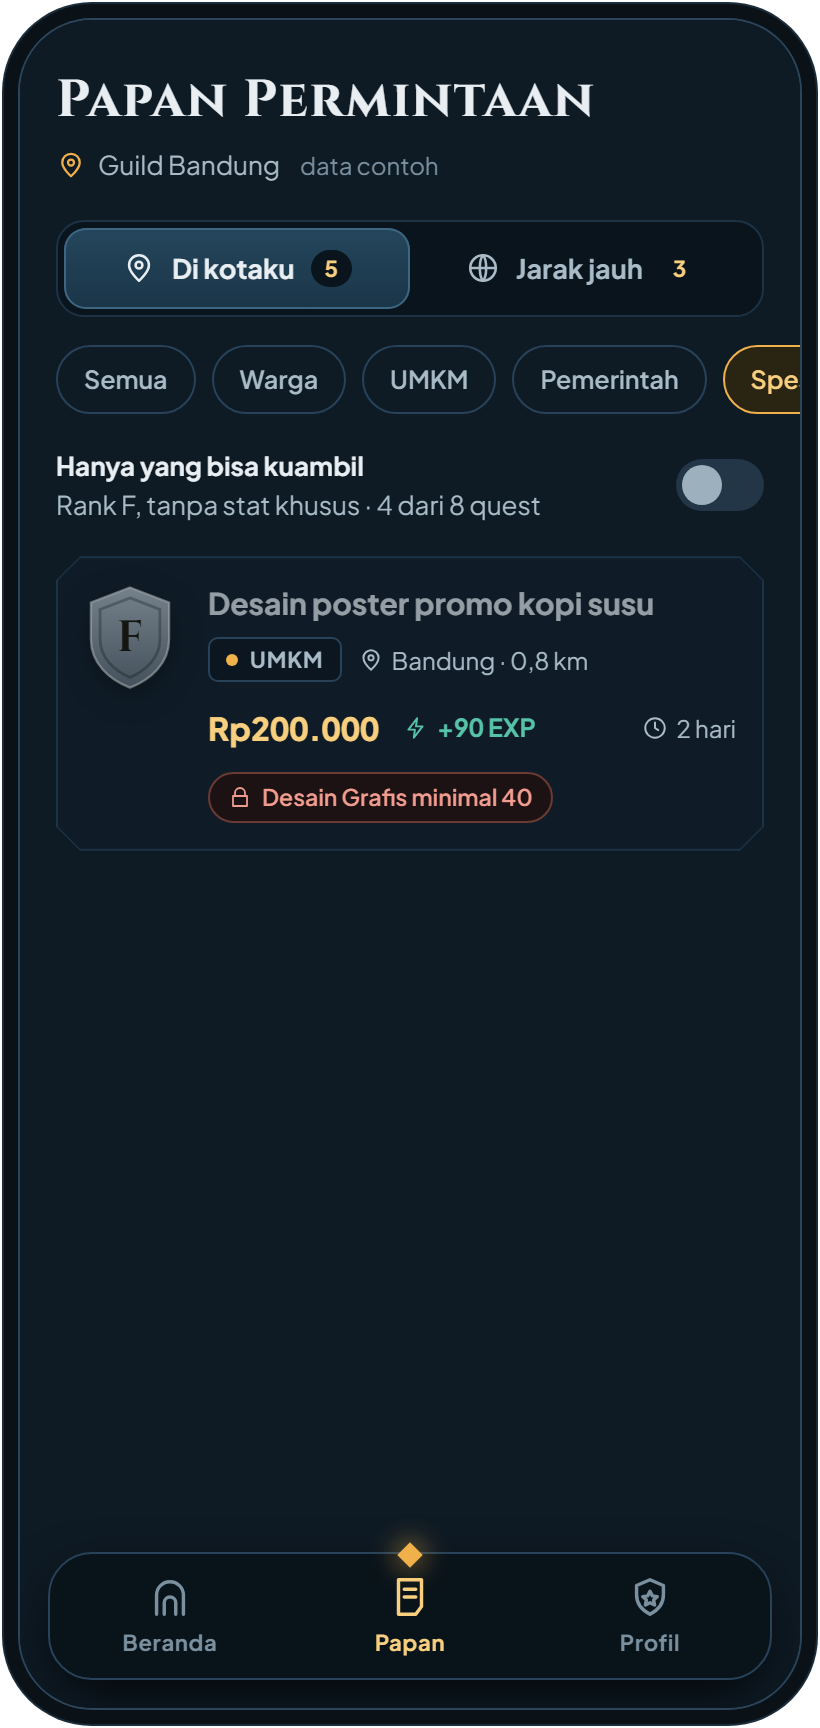 Papan Permintaan
Guild Bandung data contoh
Di kotaku 5 Jarak jauh 3
Semua Warga UMKM Pemerintah Spe
Hanya yang bisa kuambil
Rank F, tanpa stat khusus · 4 dari 8 quest
F
Desain poster promo kopi susu
UMKM Bandung · 0,8 km
Rp200.000 +90 EXP 2 hari
Desain Grafis minimal 40
Beranda Papan Profil